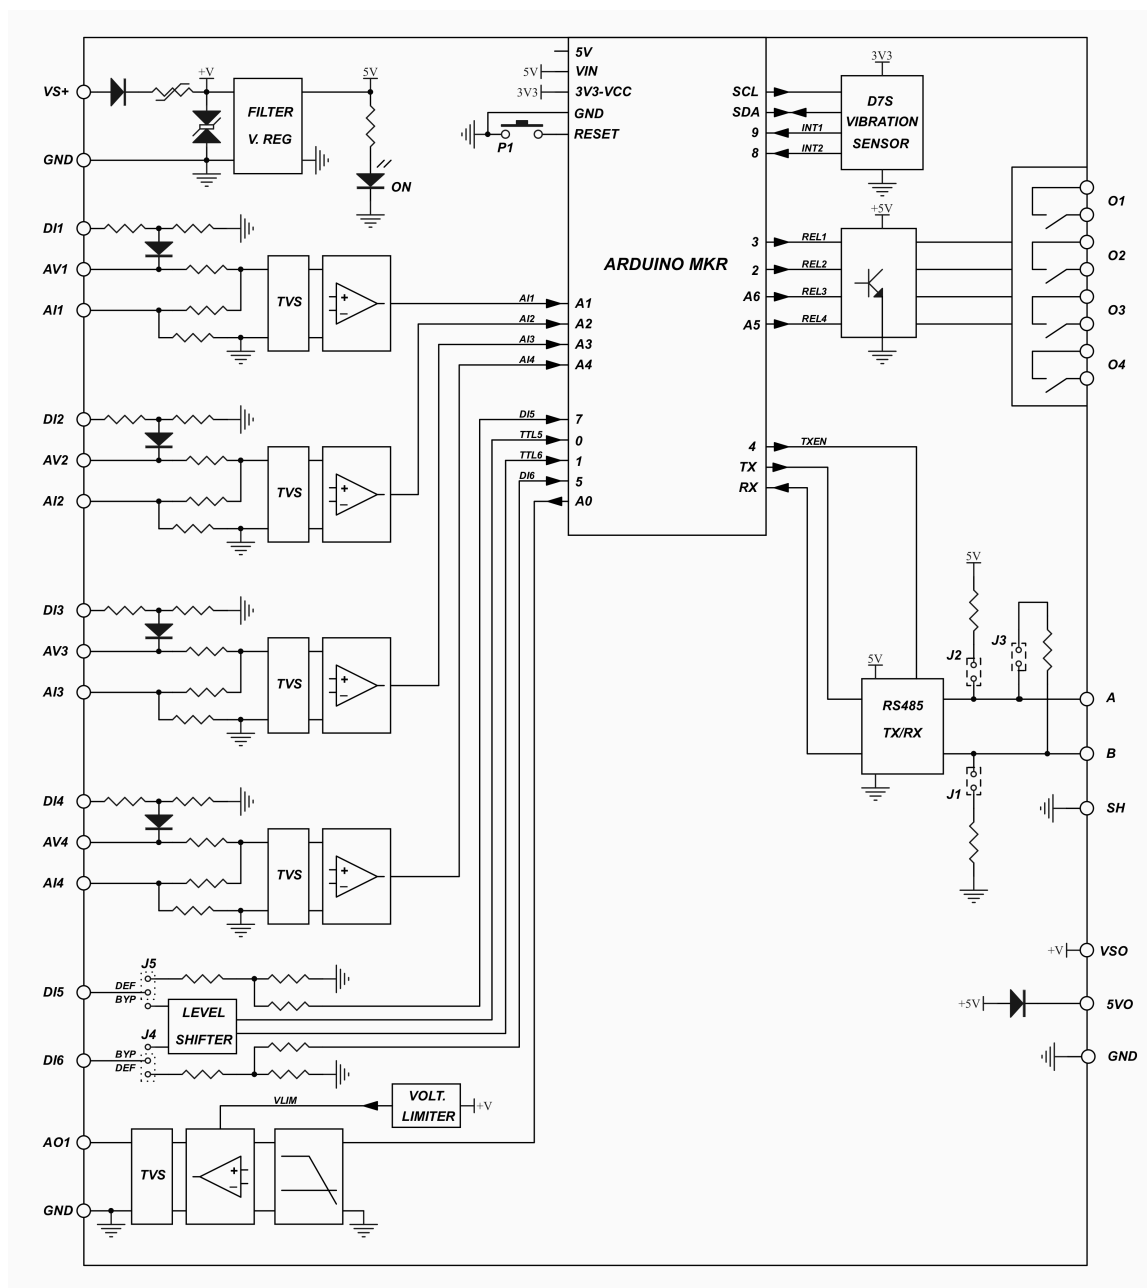 VS+
+V
FILTER
V. REG
5V
ON
GND
DI1
AV1
AI1
TVS
+
−
DI2
AV2
AI2
TVS
+
−
DI3
AV3
AI3
TVS
+
−
DI4
AV4
AI4
TVS
+
−
J5
DI5
DEF
BYP
LEVEL
SHIFTER
J4
DI6
BYP
DEF
VLIM
VOLT.
LIMITER
+V
AO1
TVS
+
−
GND
5V
5V VIN
3V3 3V3-VCC
GND
P1 RESET
ARDUINO MKR
AI1 A1
AI2 A2
AI3 A3
AI4 A4
DI5 7
TTL5 0
TTL6 1
DI6 5
A0
SCL
SDA
9 INT1
8 INT2
3V3
D7S
VIBRATION
SENSOR
+5V
3 REL1
2 REL2
A6 REL3
A5 REL4
O1
O2
O3
O4
4 TXEN
TX
RX
5V
RS485
TX/RX
5V
J2
J3
A
B
J1
SH
+V VSO
+5V 5VO
GND